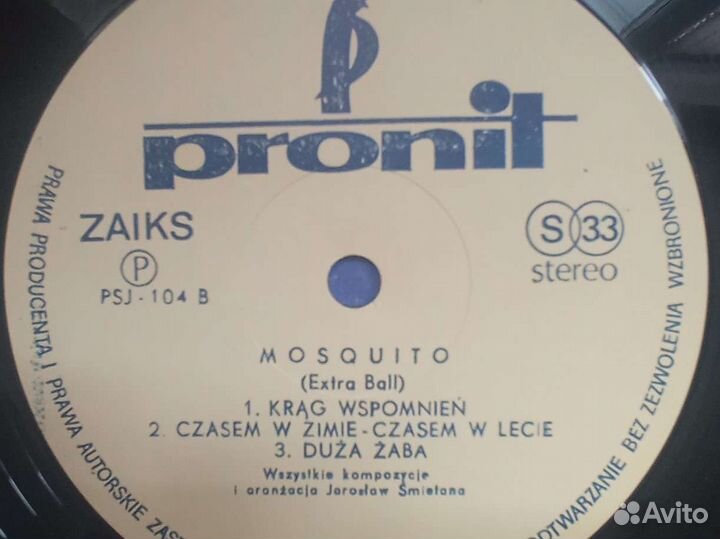 pronit
ZAIKS
P
PSJ-104 B
S 33
stereo
MOSQUITO
(Extra Ball)
1. KRĄG WSPOMNIEŃ
2. CZASEM W ZIMIE-CZASEM W LECIE
3. DUŻA ŻABA
Wszystkie kompozycje
i aranżacja Jarosław Śmietana
PRAWA PRODUCENTA I PRAWA AUTORSKIE ZAS
ODTWARZANIE BEZ ZEZWOLENIA WZBRONIONE
Avito